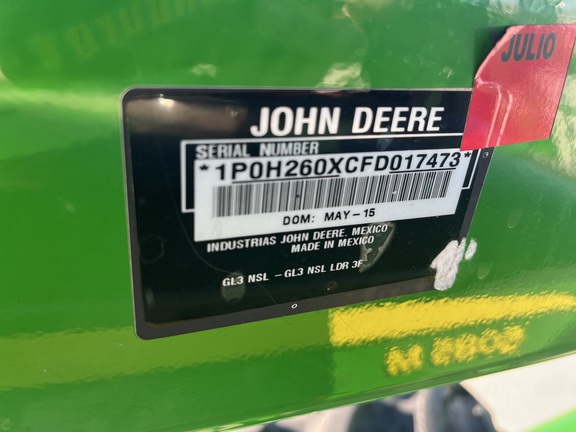 JULIO
JOHN DEERE
SERIAL NUMBER
*1P0H260XCFD017473*
DOM: MAY-15
INDUSTRIAS JOHN DEERE, MEXICO
MADE IN MEXICO
GL3 NSL -GL3 NSL LDR 3F